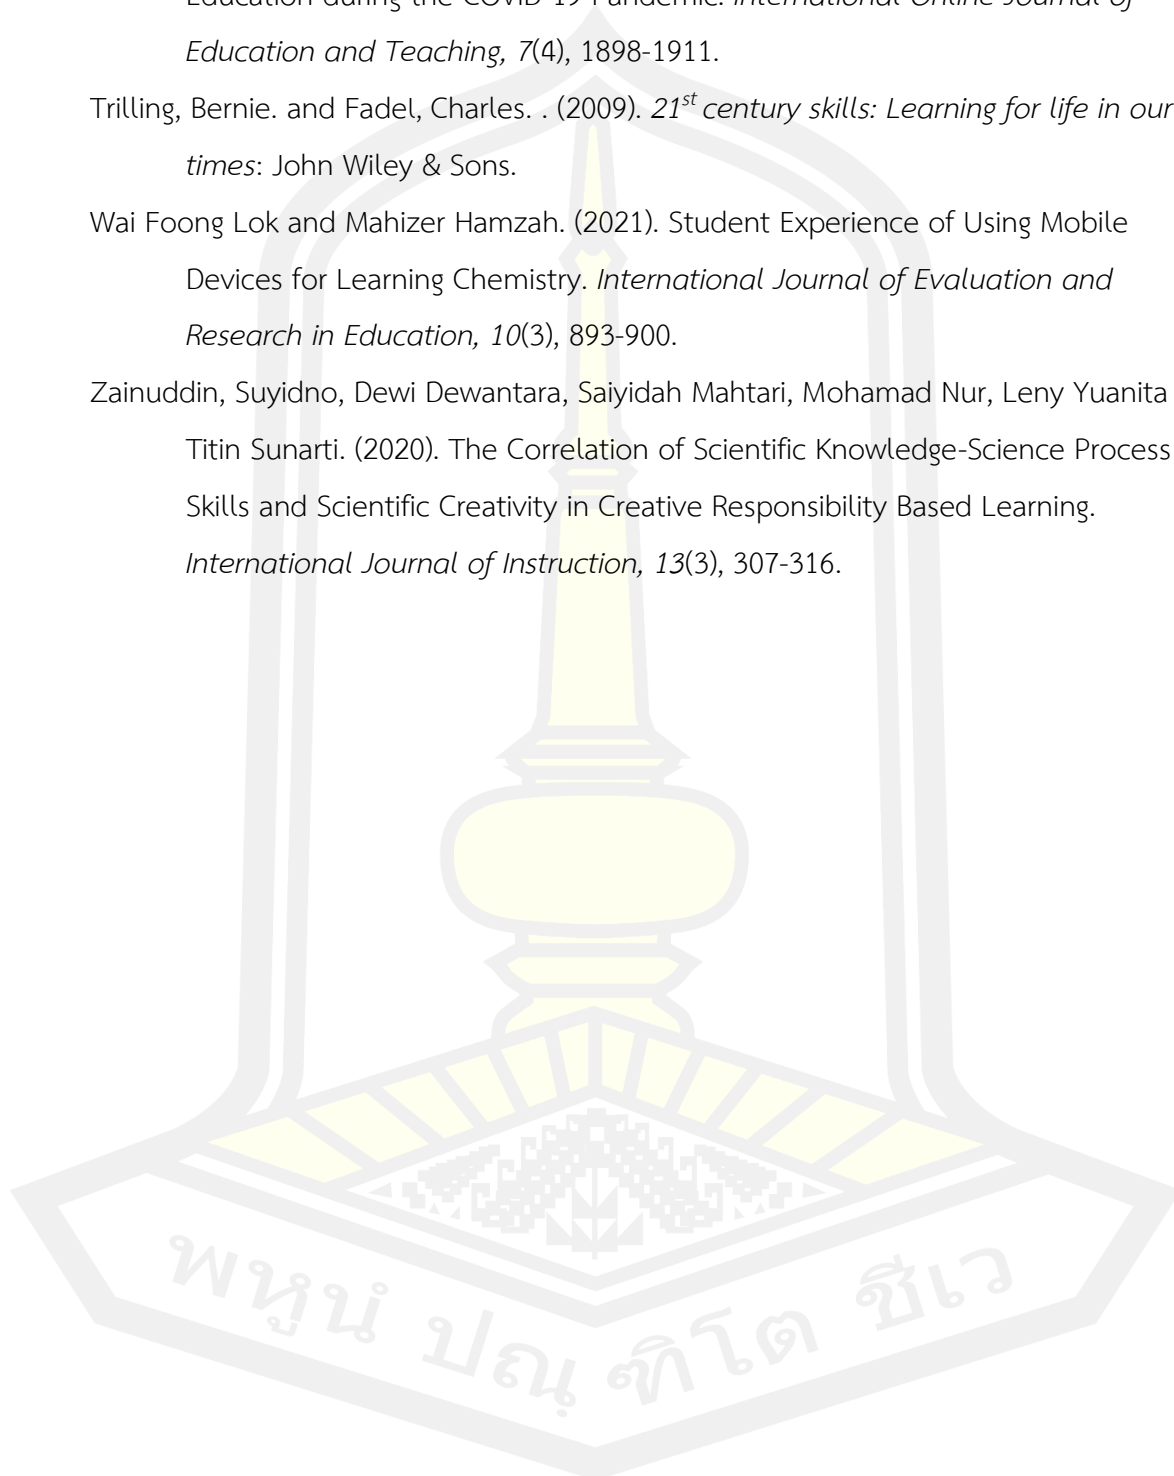 Education during the COVID-19 Pandemic. International Online Journal of
Education and Teaching, 7(4), 1898-1911.
Trilling, Bernie. and Fadel, Charles. . (2009). 21st century skills: Learning for life in our
times: John Wiley & Sons.
Wai Foong Lok and Mahizer Hamzah. (2021). Student Experience of Using Mobile
Devices for Learning Chemistry. International Journal of Evaluation and
Research in Education, 10(3), 893-900.
Zainuddin, Suyidno, Dewi Dewantara, Saiyidah Mahtari, Mohamad Nur, Leny Yuanita
Titin Sunarti. (2020). The Correlation of Scientific Knowledge-Science Process
Skills and Scientific Creativity in Creative Responsibility Based Learning.
International Journal of Instruction, 13(3), 307-316.
พหูนํ ปณฺฑิโต ชีเว